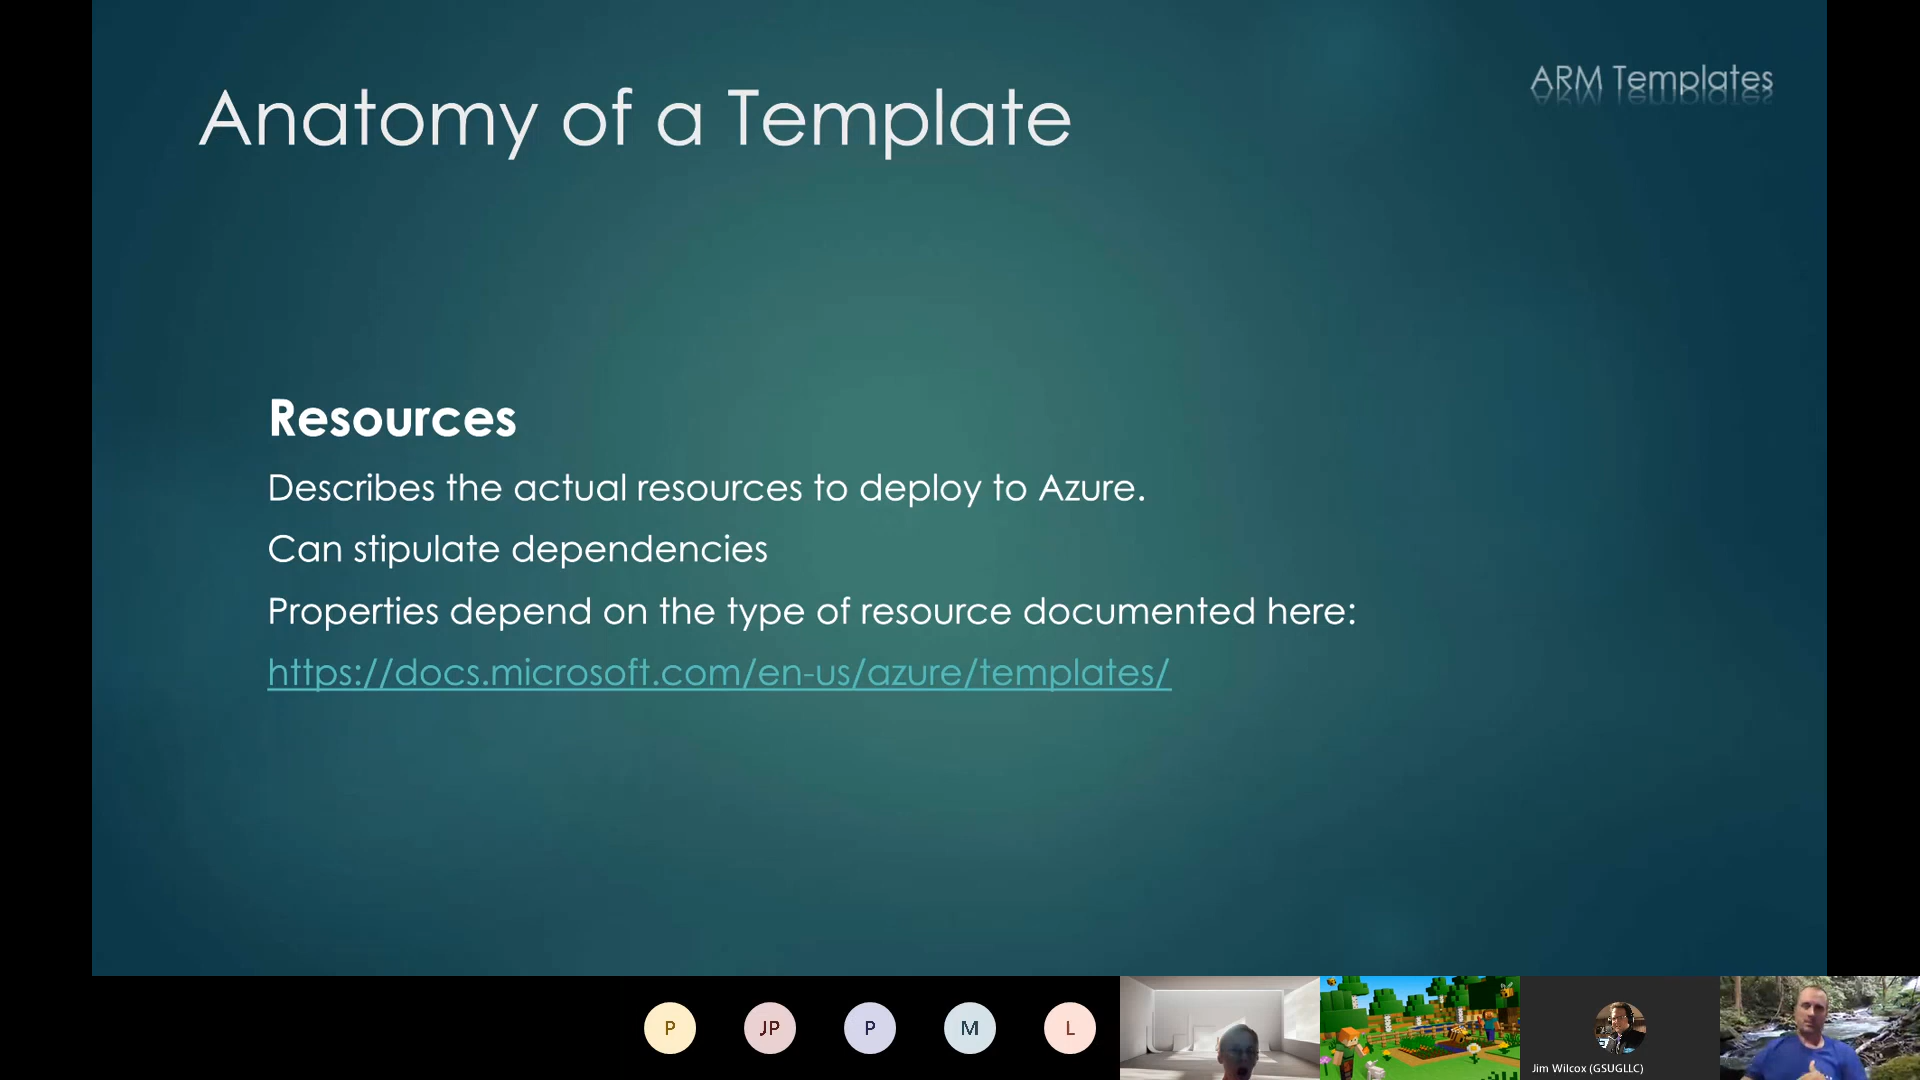 Anatomy of a Template
ARM Templates
Resources
Describes the actual resources to deploy to Azure.
Can stipulate dependencies
Properties depend on the type of resource documented here:
https://docs.microsoft.com/en-us/azure/templates/
P
JP
P
M
L
Jim Wilcox (GSUGLLC)